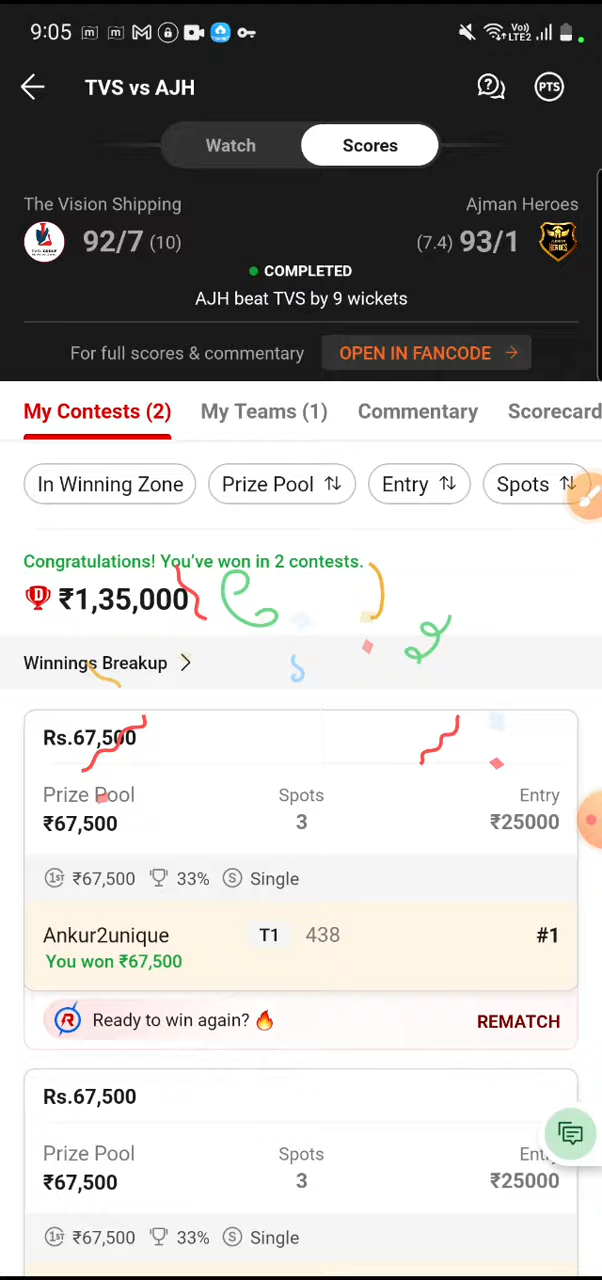 9:05 Vo) LTE2
TVS vs AJH PTS
Watch Scores
The Vision Shipping Ajman Heroes
92/7 (10) (7.4) 93/1
COMPLETED
AJH beat TVS by 9 wickets
For full scores & commentary OPEN IN FANCODE →
My Contests (2) My Teams (1) Commentary Scorecard
In Winning Zone Prize Pool Entry Spots
Congratulations! You've won in 2 contests.
₹1,35,000
Winnings Breakup
Rs.67,500
Prize Pool Spots Entry
₹67,500 3 ₹25000
1st ₹67,500 33% S Single
Ankur2unique T1 438 #1
You won ₹67,500
R Ready to win again? 🔥 REMATCH
Rs.67,500
Prize Pool Spots Ent
₹67,500 3 ₹25000
1st ₹67,500 33% S Single